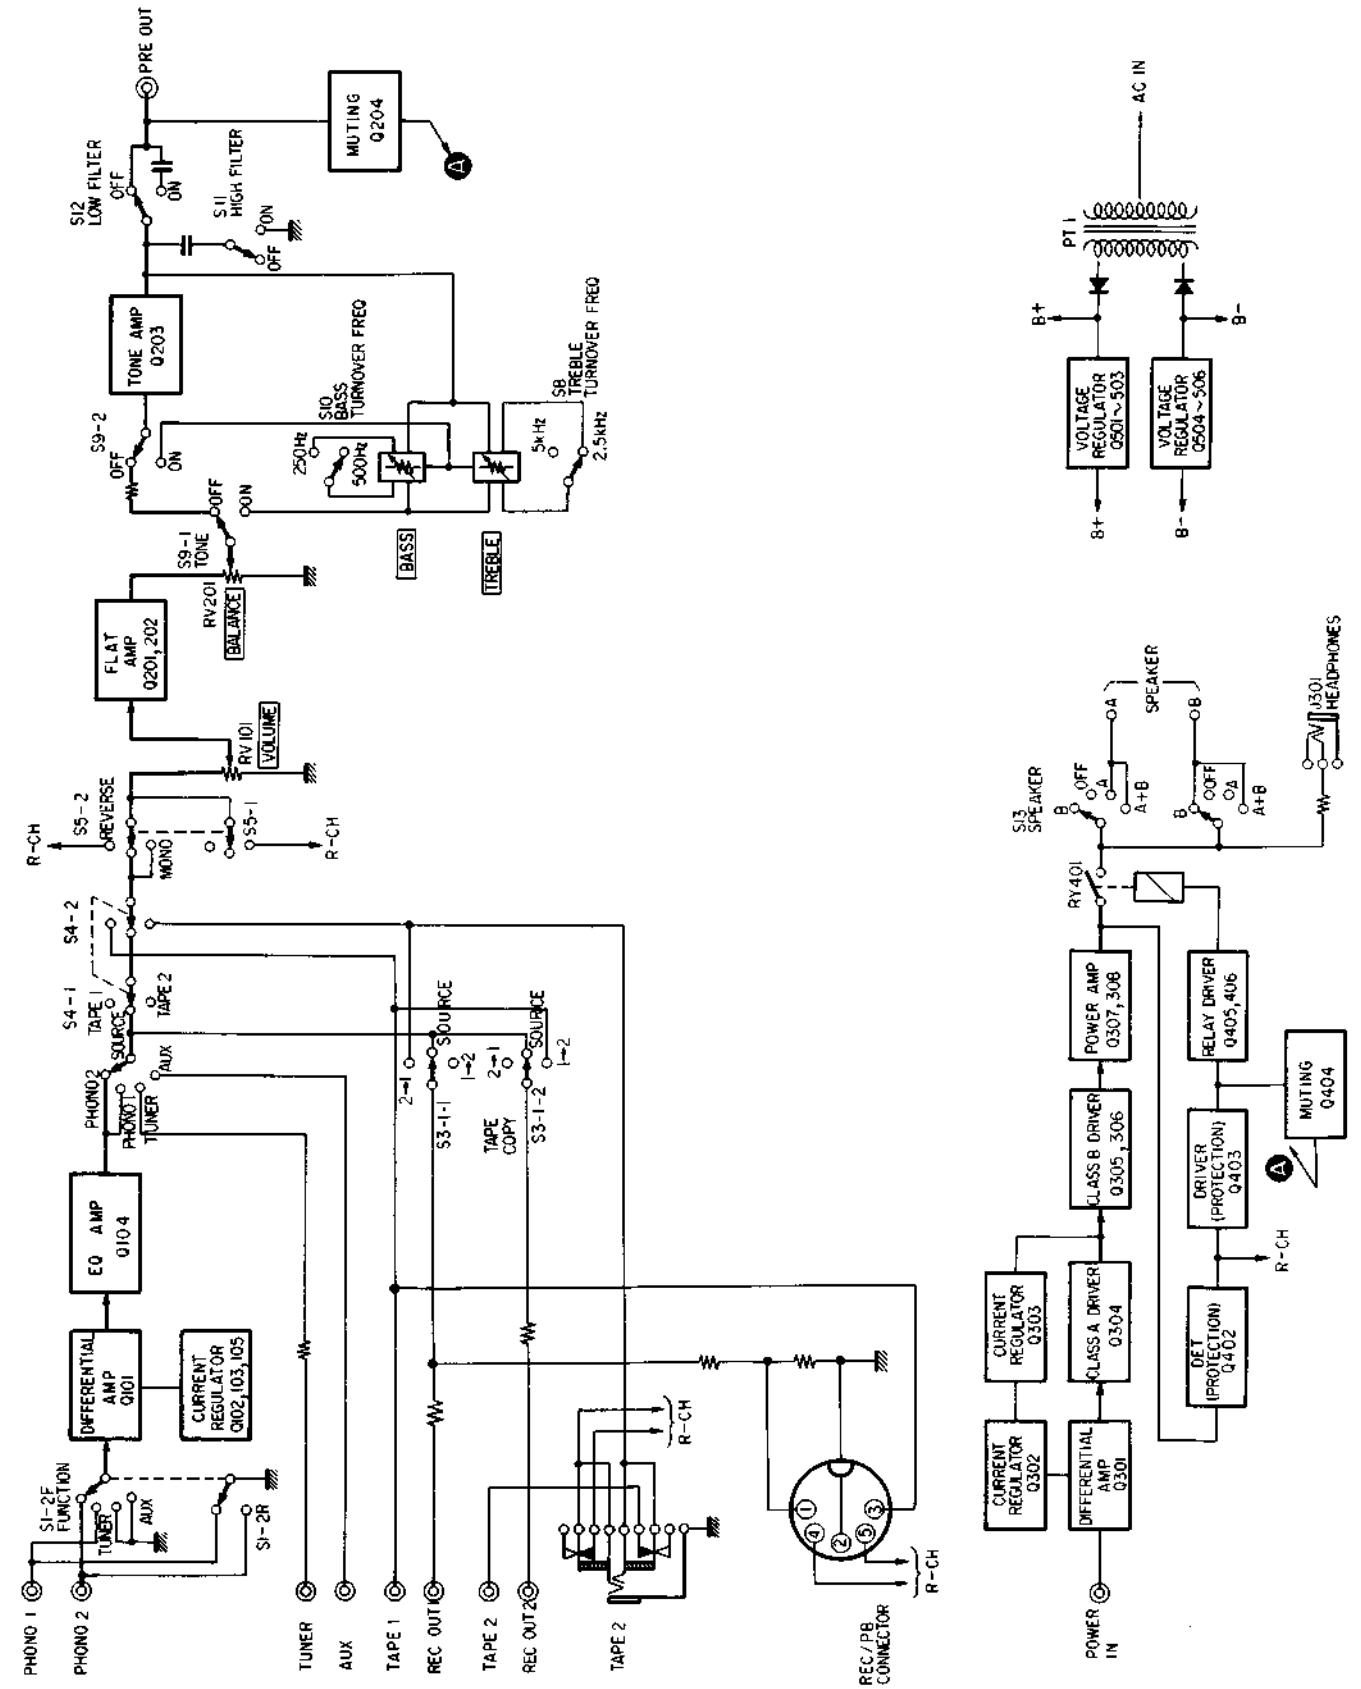 PHONO 1
PHONO 2
S1-2F
FUNCTION
TUNER
AUX
S1-2R
DIFFERENTIAL
AMP
Q101
CURRENT
REGULATOR
Q102,103,105
EQ AMP
Q104
PHONO2
PHONO1
TUNER
AUX
SOURCE
S4-1
TAPE 1
TAPE 2
S4-2
R-CH
S5-2
REVERSE
MONO
S5-1
R-CH
RV101
VOLUME
FLAT
AMP
Q201,202
RV201
BALANCE
S9-1
TONE
OFF
ON
S9-2
OFF
ON
TONE AMP
Q203
S12
LOW FILTER
OFF
ON
S11
HIGH FILTER
ON
OFF
PRE OUT
MUTING
Q204
A
S10
BASS
TURNOVER FREQ
250Hz
500Hz
BASS
TREBLE
S8
TREBLE
TURNOVER FREQ
5kHz
2.5kHz
TUNER
AUX
TAPE 1
REC OUT1
TAPE 2
REC OUT2
TAPE 2
2→1
SOURCE
1→2
S3-1-1
TAPE
COPY
2→1
SOURCE
1→2
S3-1-2
R-CH
REC/PB
CONNECTOR
1
4
2
5
3
R-CH
POWER
IN
DIFFERENTIAL
AMP
Q301
CURRENT
REGULATOR
Q302
CURRENT
REGULATOR
Q303
CLASS A DRIVER
Q304
CLASS B DRIVER
Q305,306
POWER AMP
Q307,308
RY401
DET
(PROTECTION)
Q402
R-CH
DRIVER
(PROTECTION)
Q403
A
MUTING
Q404
RELAY DRIVER
Q405,406
S13
SPEAKER
B
OFF
A
A+B
B
OFF
A
A+B
A
B
SPEAKER
J301
HEADPHONES
B+
B-
VOLTAGE
REGULATOR
Q501~503
VOLTAGE
REGULATOR
Q504~506
B+
B-
PT1
AC IN